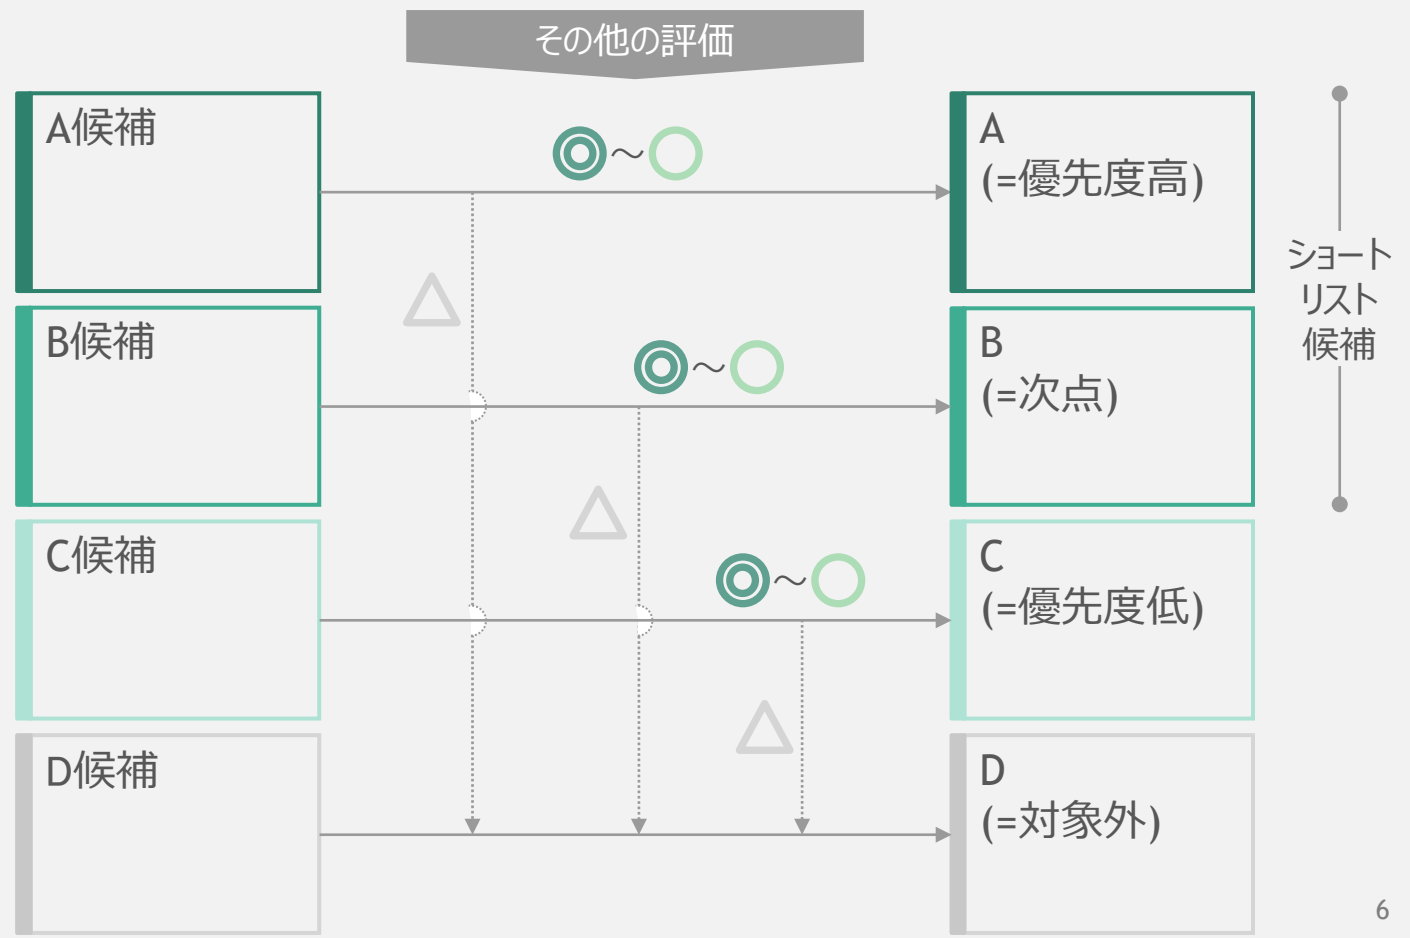 その他の評価
A候補
◎～○
A
(=優先度高)
△
B候補
◎～○
B
(=次点)
ショート
リスト
候補
△
C候補
◎～○
C
(=優先度低)
△
D候補
D
(=対象外)
6